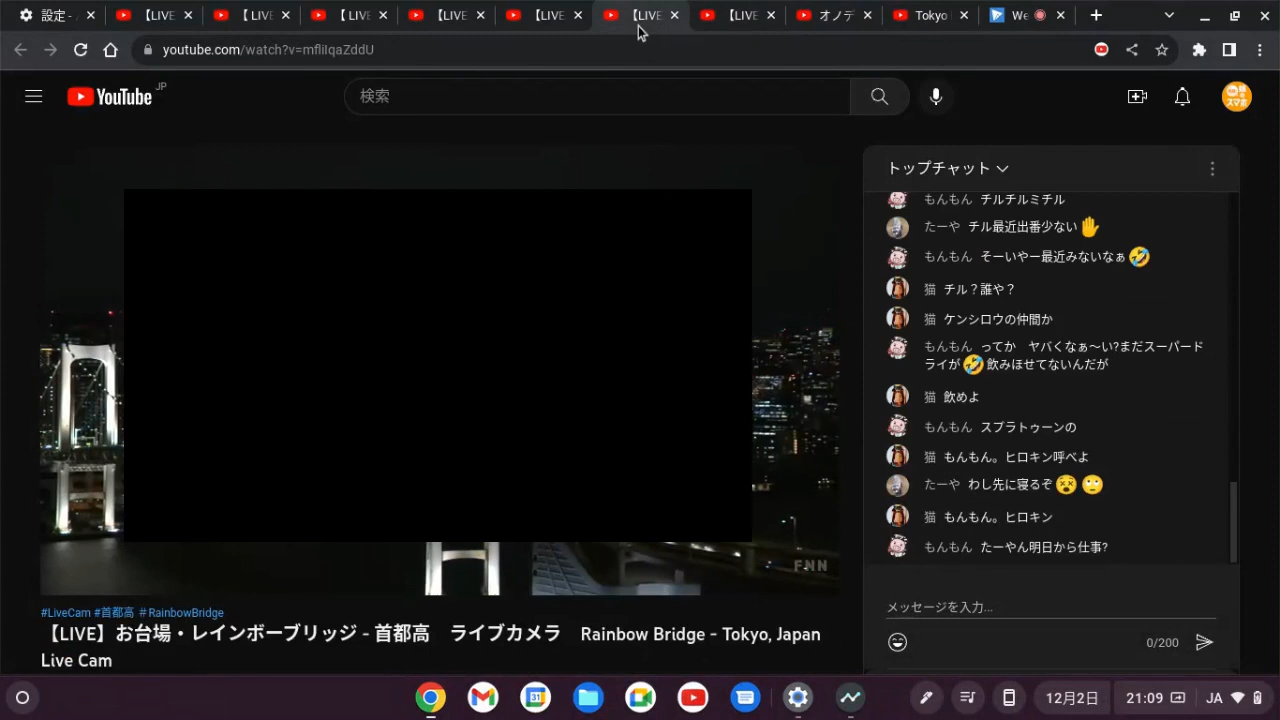 設定 -
【LIVE
【 LIVE
【 LIVE
【LIVE
【LIVE
【LIVE
【LIVE
オノデ
Tokyo
We
youtube.com/watch?v=mfliIqaZddU
YouTube JP
検索
トップチャット
もんもん チルチルミチル
たーや チル最近出番少ない✋
もんもん そーいやー最近みないなぁ🤣
猫 チル？誰や？
猫 ケンシロウの仲間か
もんもん ってか　ヤバくなぁ〜い?まだスーパード
ライが🤣飲みほせてないんだが
猫 飲めよ
もんもん スプラトゥーンの
猫 もんもん。ヒロキン呼べよ
たーや わし先に寝るぞ😵🙄
猫 もんもん。ヒロキン
もんもん たーやん明日から仕事?
メッセージを入力...
0/200
FNN
#LiveCam #首都高 ＃RainbowBridge
【LIVE】お台場・レインボーブリッジ - 首都高　ライブカメラ　Rainbow Bridge - Tokyo, Japan
Live Cam
31
12月2日
21:09
JA